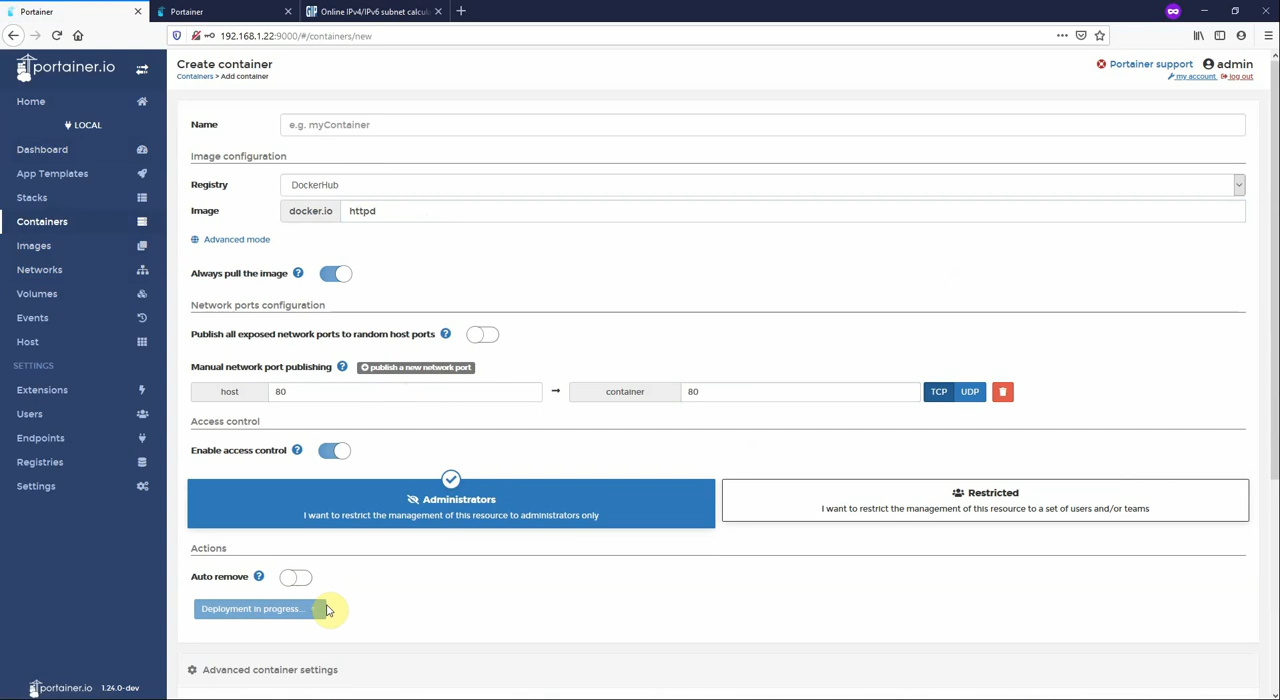 Portainer
Portainer
GIP Online IPv4/IPv6 subnet calcul
192.168.1.22:9000/#/containers/new
portainer.io
Home
LOCAL
Dashboard
App Templates
Stacks
Containers
Images
Networks
Volumes
Events
Host
SETTINGS
Extensions
Users
Endpoints
Registries
Settings
portainer.io 1.24.0-dev
Create container
Containers > Add container
Portainer support admin
my account log out
Name e.g. myContainer
Image configuration
Registry DockerHub
Image docker.io httpd
Advanced mode
Always pull the image
Network ports configuration
Publish all exposed network ports to random host ports
Manual network port publishing publish a new network port
host 80 → container 80 TCP UDP
Access control
Enable access control
Administrators
I want to restrict the management of this resource to administrators only
Restricted
I want to restrict the management of this resource to a set of users and/or teams
Actions
Auto remove
Deployment in progress...
Advanced container settings